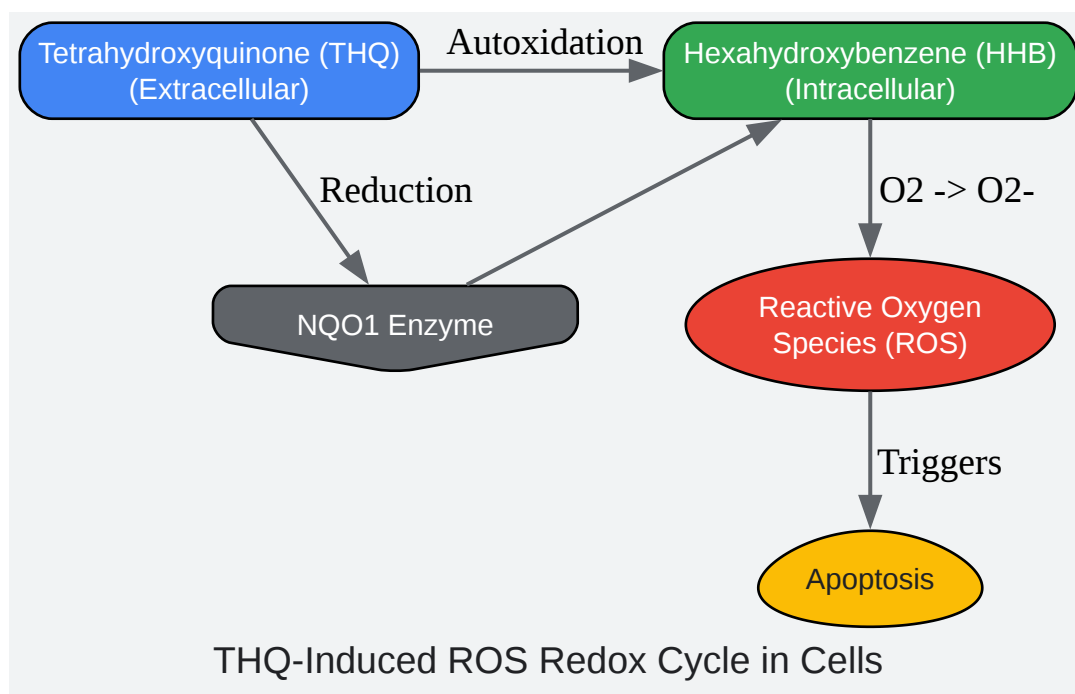 Tetrahydroxyquinone (THQ)
(Extracellular)
Autoxidation
Hexahydroxybenzene (HHB)
(Intracellular)
Reduction
O2 -> O2-
NQO1 Enzyme
Reactive Oxygen
Species (ROS)
Triggers
Apoptosis
THQ-Induced ROS Redox Cycle in Cells